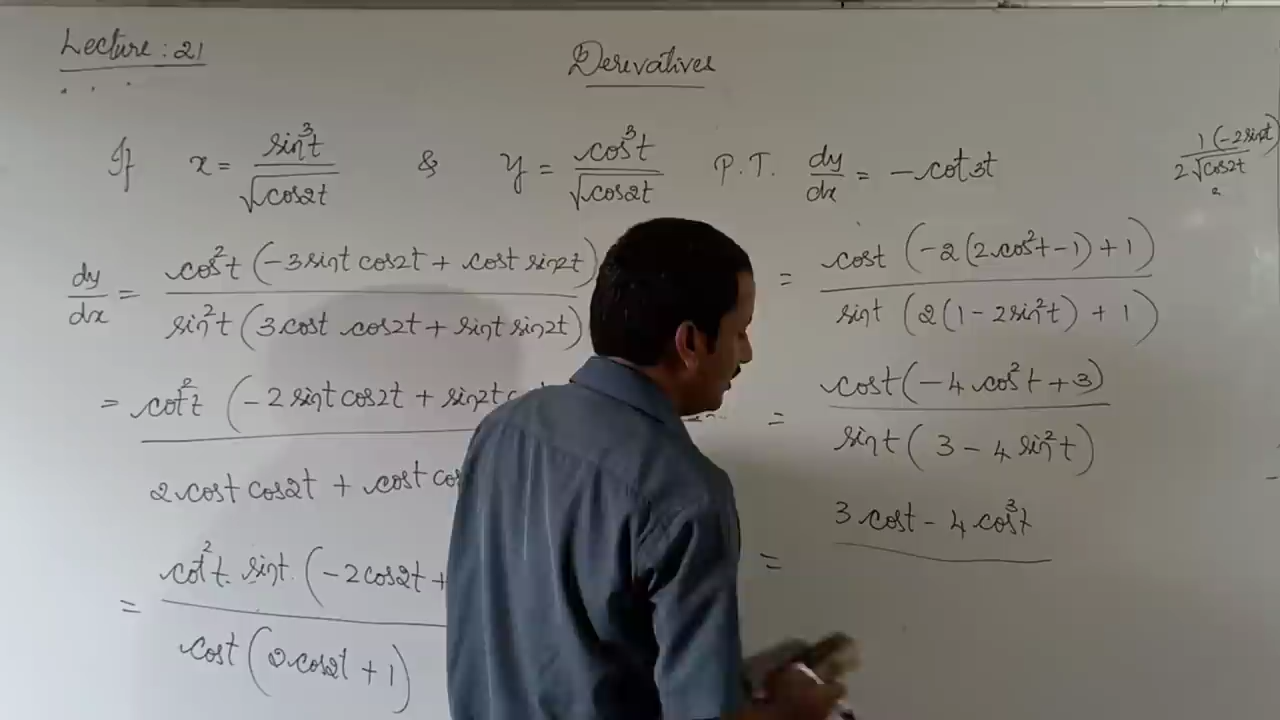 Lecture : 21
Derivatives
If x = sin³t / √cos2t & y = cos³t / √cos2t P.T. dy/dx = -cot3t
1(-2sin2t) / 2√cos2t
dy/dx = cos²t (-3sint cos2t + cost sin2t) / sin²t (3cost cos2t + sint sin2t)
= cot²t (-2sint cos2t + sin2t
2cost cos2t + cost cos
= cot²t sint (-2cos2t +
cost (2cos2t + 1)
= cost (-2(2cos²t - 1) + 1) / sint (2(1 - 2sin²t) + 1)
= cost (-4cos²t + 3) / sint (3 - 4sin²t)
= 3cost - 4cos³t